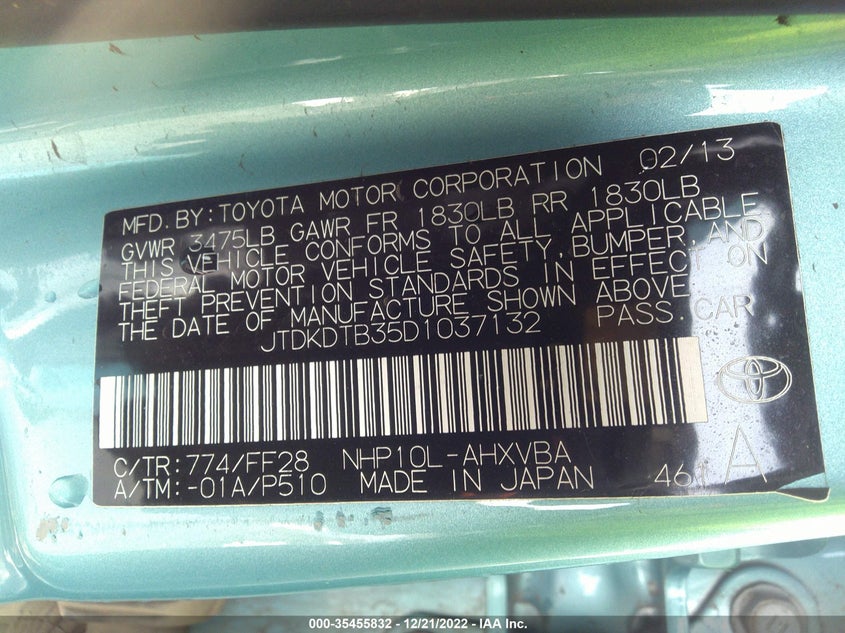 MFD. BY: TOYOTA MOTOR CORPORATION 02/13
GVWR 3475LB GAWR FR 1830LB RR 1830LB
THIS VEHICLE CONFORMS TO ALL APPLICABLE
FEDERAL MOTOR VEHICLE SAFETY, BUMPER, AND
THEFT PREVENTION STANDARDS IN EFFECT ON
THE DATE OF MANUFACTURE SHOWN ABOVE.
JTDKDTB35D1037132 PASS. CAR
C/TR: 774/FF28 NHP10L-AHXVBA
A/TM: -01A/P510 MADE IN JAPAN 461 A
000-35455832 - 12/21/2022 - IAA Inc.